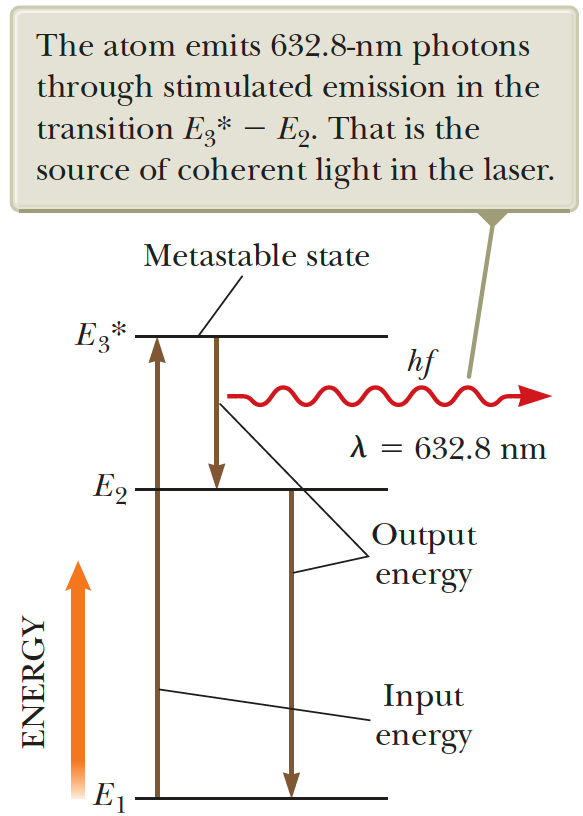 The atom emits 632.8-nm photons
through stimulated emission in the
transition E₃* − E₂. That is the
source of coherent light in the laser.
Metastable state
E₃*
hf
λ = 632.8 nm
E₂
Output
energy
ENERGY
Input
energy
E₁